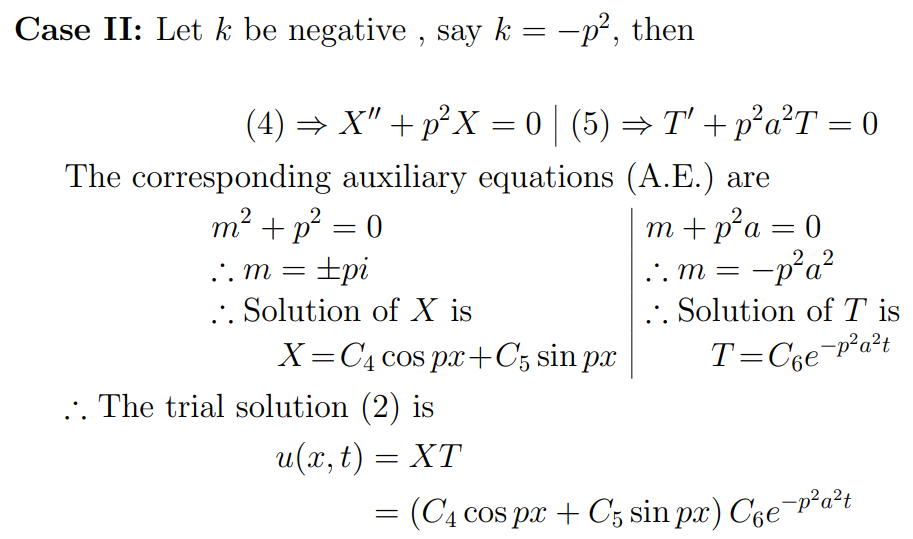 Case II: Let k be negative , say k = −p², then
(4) ⇒ X″ + p²X = 0 | (5) ⇒ T′ + p²a²T = 0
The corresponding auxiliary equations (A.E.) are
m² + p² = 0 | m + p²a = 0
∴ m = ±pi | ∴ m = −p²a²
∴ Solution of X is | ∴ Solution of T is
X = C₄ cos px + C₅ sin px | T = C₆e^{−p²a²t}
∴ The trial solution (2) is
u(x, t) = XT
= (C₄ cos px + C₅ sin px) C₆e^{−p²a²t}